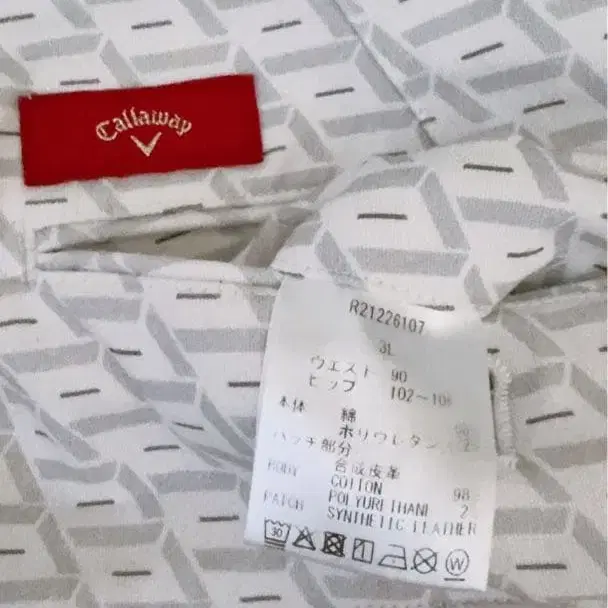 Callaway
R21226107
3L
ウエスト 90
ヒップ 102～10
本体 綿
ポリウレタン
パッチ部分
合成皮革
BODY COTTON 98
POLYURETHANE 2
PATCH SYNTHETIC LEATHER
30
W